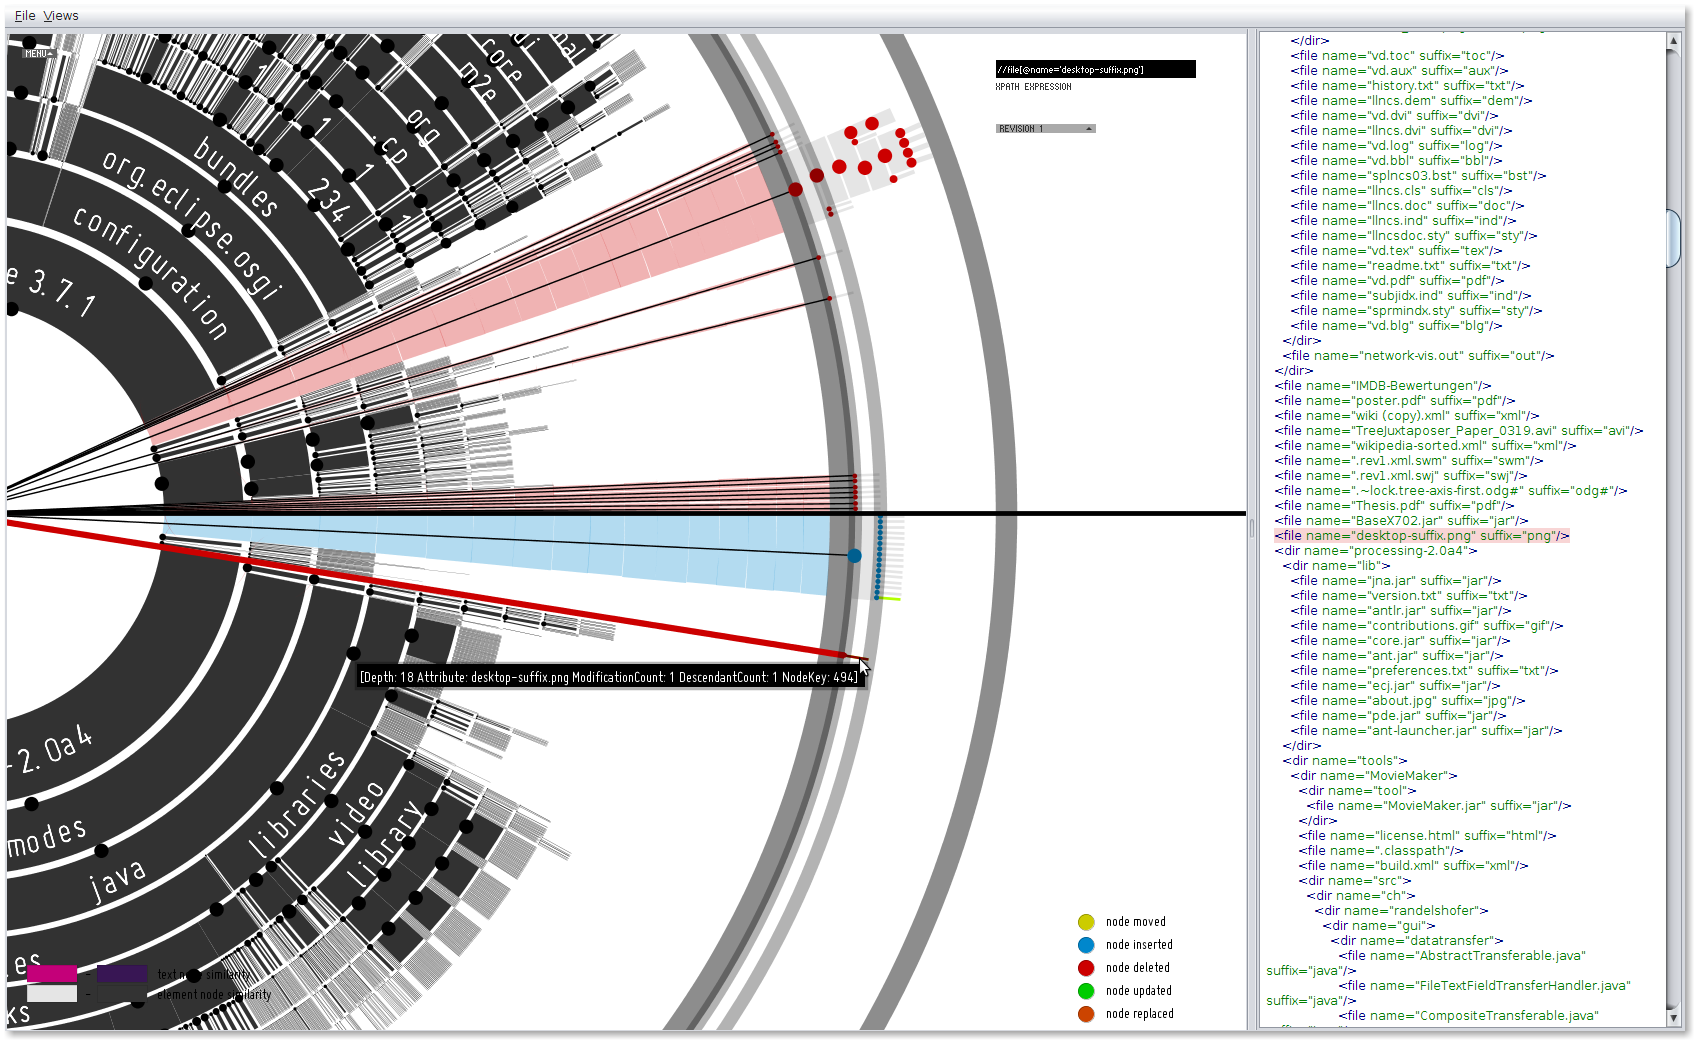 File Views
MENU
//file[@name='desktop-suffix.png']
XPATH EXPRESSION
REVISION 1
core
m2e
org
cp
1
1
1
1
234
bundles
org.eclipse.osgi
configuration
e 3.7.1
[Depth: 18 Attribute: desktop-suffix.png ModificationCount: 1 DescendantCount: 1 NodeKey: 494]
-2.0a4
modes
java
libraries
video
library
es
ks
- text node similarity
- element node similarity
node moved
node inserted
node deleted
node updated
node replaced
</dir>
<file name="vd.toc" suffix="toc"/>
<file name="vd.aux" suffix="aux"/>
<file name="history.txt" suffix="txt"/>
<file name="llncs.dem" suffix="dem"/>
<file name="vd.dvi" suffix="dvi"/>
<file name="llncs.dvi" suffix="dvi"/>
<file name="vd.log" suffix="log"/>
<file name="vd.bbl" suffix="bbl"/>
<file name="splncs03.bst" suffix="bst"/>
<file name="llncs.cls" suffix="cls"/>
<file name="llncs.doc" suffix="doc"/>
<file name="llncs.ind" suffix="ind"/>
<file name="llncsdoc.sty" suffix="sty"/>
<file name="vd.tex" suffix="tex"/>
<file name="readme.txt" suffix="txt"/>
<file name="vd.pdf" suffix="pdf"/>
<file name="subjidx.ind" suffix="ind"/>
<file name="sprmindx.sty" suffix="sty"/>
<file name="vd.blg" suffix="blg"/>
</dir>
<file name="network-vis.out" suffix="out"/>
</dir>
<file name="IMDB-Bewertungen"/>
<file name="poster.pdf" suffix="pdf"/>
<file name="wiki (copy).xml" suffix="xml"/>
<file name="TreeJuxtaposer_Paper_0319.avi" suffix="avi"/>
<file name="wikipedia-sorted.xml" suffix="xml"/>
<file name=".rev1.xml.swm" suffix="swm"/>
<file name=".rev1.xml.swj" suffix="swj"/>
<file name=".~lock.tree-axis-first.odg#" suffix="odg#"/>
<file name="Thesis.pdf" suffix="pdf"/>
<file name="BaseX702.jar" suffix="jar"/>
<file name="desktop-suffix.png" suffix="png"/>
<dir name="processing-2.0a4">
<dir name="lib">
<file name="jna.jar" suffix="jar"/>
<file name="version.txt" suffix="txt"/>
<file name="antlr.jar" suffix="jar"/>
<file name="contributions.gif" suffix="gif"/>
<file name="core.jar" suffix="jar"/>
<file name="ant.jar" suffix="jar"/>
<file name="preferences.txt" suffix="txt"/>
<file name="ecj.jar" suffix="jar"/>
<file name="about.jpg" suffix="jpg"/>
<file name="pde.jar" suffix="jar"/>
<file name="ant-launcher.jar" suffix="jar"/>
</dir>
<dir name="tools">
<dir name="MovieMaker">
<dir name="tool">
<file name="MovieMaker.jar" suffix="jar"/>
</dir>
<file name="license.html" suffix="html"/>
<file name=".classpath"/>
<file name="build.xml" suffix="xml"/>
<dir name="src">
<dir name="ch">
<dir name="randelshofer">
<dir name="gui">
<dir name="datatransfer">
<file name="AbstractTransferable.java"
suffix="java"/>
<file name="FileTextFieldTransferHandler.java"
suffix="java"/>
<file name="CompositeTransferable.java"